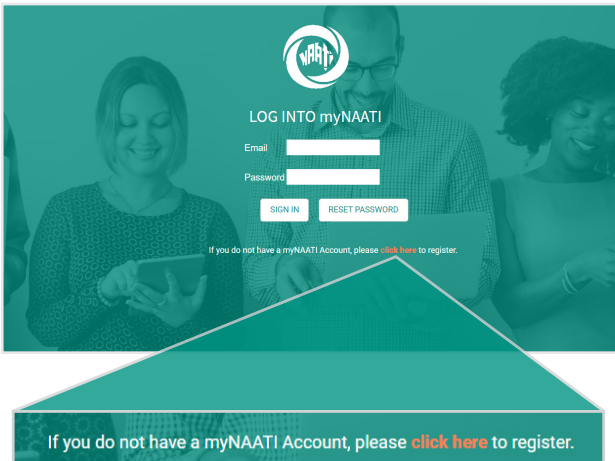 NAATI
LOG INTO myNAATI
Email
Password
SIGN IN RESET PASSWORD
If you do not have a myNAATI Account, please click here to register.
If you do not have a myNAATI Account, please click here to register.